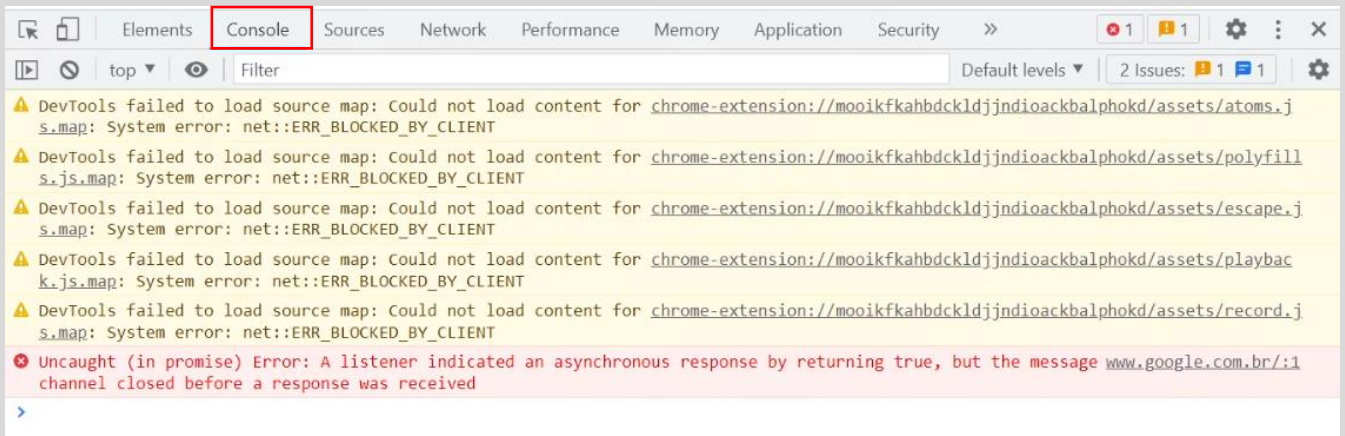 Elements Console Sources Network Performance Memory Application Security » 1 1
top ▼ Filter Default levels ▼ 2 Issues: 1 1
DevTools failed to load source map: Could not load content for chrome-extension://mooikfkahbdckldjjndioackbalphokd/assets/atoms.j
s.map: System error: net::ERR_BLOCKED_BY_CLIENT
DevTools failed to load source map: Could not load content for chrome-extension://mooikfkahbdckldjjndioackbalphokd/assets/polyfill
s.js.map: System error: net::ERR_BLOCKED_BY_CLIENT
DevTools failed to load source map: Could not load content for chrome-extension://mooikfkahbdckldjjndioackbalphokd/assets/escape.j
s.map: System error: net::ERR_BLOCKED_BY_CLIENT
DevTools failed to load source map: Could not load content for chrome-extension://mooikfkahbdckldjjndioackbalphokd/assets/playbac
k.js.map: System error: net::ERR_BLOCKED_BY_CLIENT
DevTools failed to load source map: Could not load content for chrome-extension://mooikfkahbdckldjjndioackbalphokd/assets/record.j
s.map: System error: net::ERR_BLOCKED_BY_CLIENT
Uncaught (in promise) Error: A listener indicated an asynchronous response by returning true, but the message www.google.com.br/:1
channel closed before a response was received